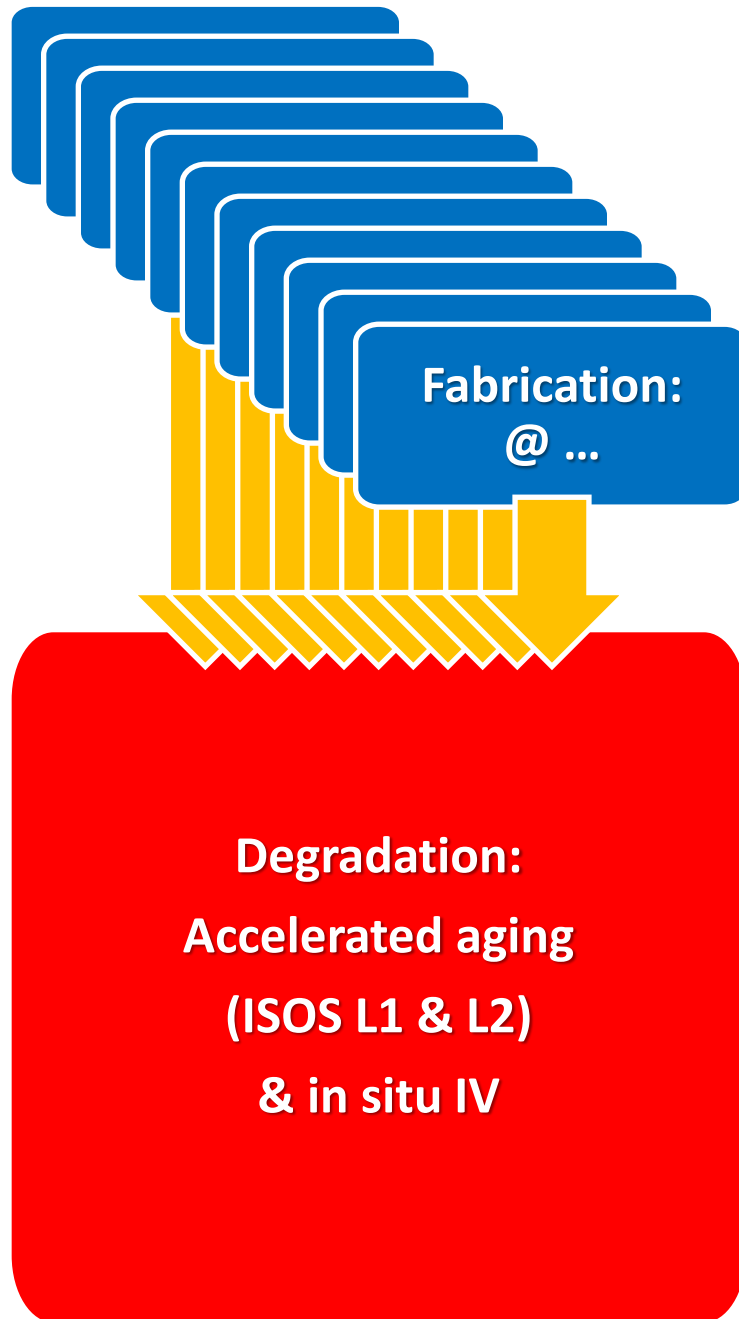 Fabrication:
@ ...
Degradation:
Accelerated aging
(ISOS L1 & L2)
& in situ IV